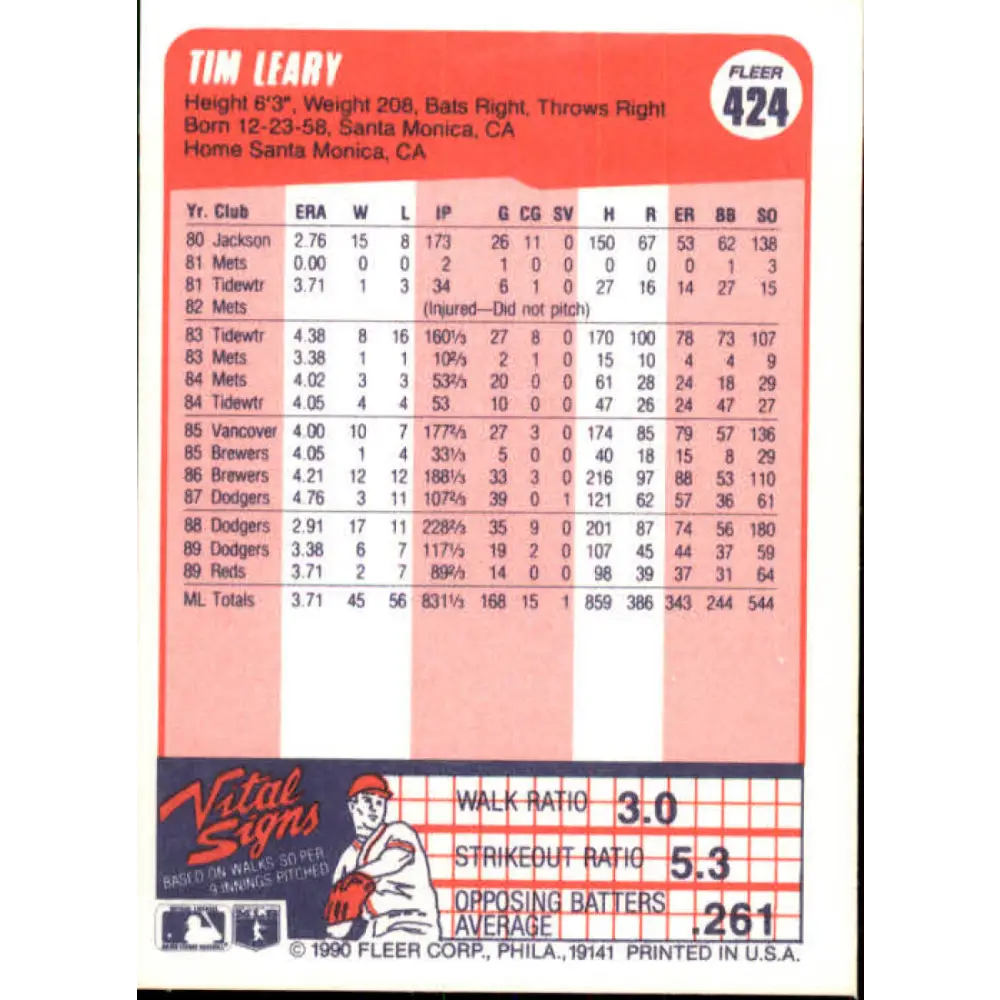 TIM LEARY
FLEER
424
Height 6'3", Weight 208, Bats Right, Throws Right
Born 12-23-58, Santa Monica, CA
Home Santa Monica, CA
Yr. Club ERA W L IP G CG SV H R ER BB SO
80 Jackson 2.76 15 8 173 26 11 0 150 67 53 62 138
81 Mets 0.00 0 0 2 1 0 0 0 0 0 1 3
81 Tidewtr 3.71 1 3 34 6 1 0 27 16 14 27 15
82 Mets (Injured—Did not pitch)
83 Tidewtr 4.38 8 16 160⅓ 27 8 0 170 100 78 73 107
83 Mets 3.38 1 1 10⅔ 2 1 0 15 10 4 4 9
84 Mets 4.02 3 3 53⅔ 20 0 0 61 28 24 18 29
84 Tidewtr 4.05 4 4 53 10 0 0 47 26 24 47 27
85 Vancover 4.00 10 7 177⅔ 27 3 0 174 85 79 57 136
85 Brewers 4.05 1 4 33⅓ 5 0 0 40 18 15 8 29
86 Brewers 4.21 12 12 188⅓ 33 3 0 216 97 88 53 110
87 Dodgers 4.76 3 11 107⅔ 39 0 1 121 62 57 36 61
88 Dodgers 2.91 17 11 228⅔ 35 9 0 201 87 74 56 180
89 Dodgers 3.38 6 7 117⅓ 19 2 0 107 45 44 37 59
89 Reds 3.71 2 7 89⅔ 14 0 0 98 39 37 31 64
ML Totals 3.71 45 56 831⅓ 168 15 1 859 386 343 244 544
Vital
Signs
BASED ON WALKS, SO PER
9 INNINGS PITCHED
WALK RATIO 3.0
STRIKEOUT RATIO 5.3
OPPOSING BATTERS
AVERAGE .261
© 1990 FLEER CORP., PHILA., 19141 PRINTED IN U.S.A.